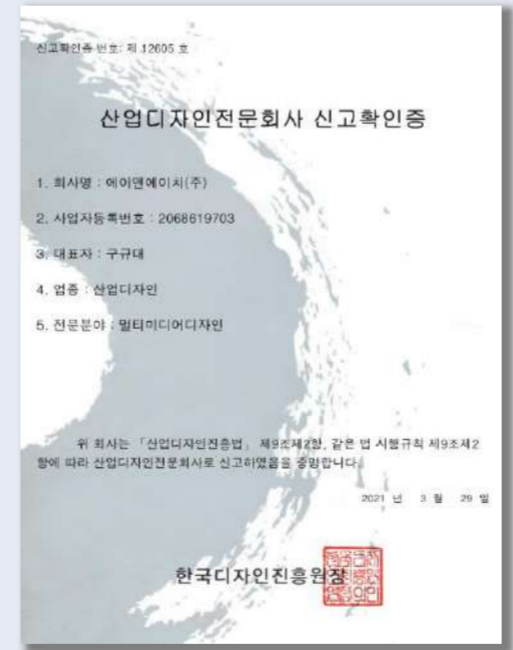 신고확인증 번호: 제 12605 호
산업디자인전문회사 신고확인증
1. 회사명 : 에이앤에이치(주)
2. 사업자등록번호 : 2068619703
3. 대표자 : 구규대
4. 업종 : 산업디자인
5. 전문분야 : 멀티미디어디자인
위 회사는 「산업디자인진흥법」 제9조제2항, 같은 법 시행규칙 제9조제2
항에 따라 산업디자인전문회사로 신고하였음을 증명합니다.
2021 년 3 월 29 일
한국디자인진흥원장